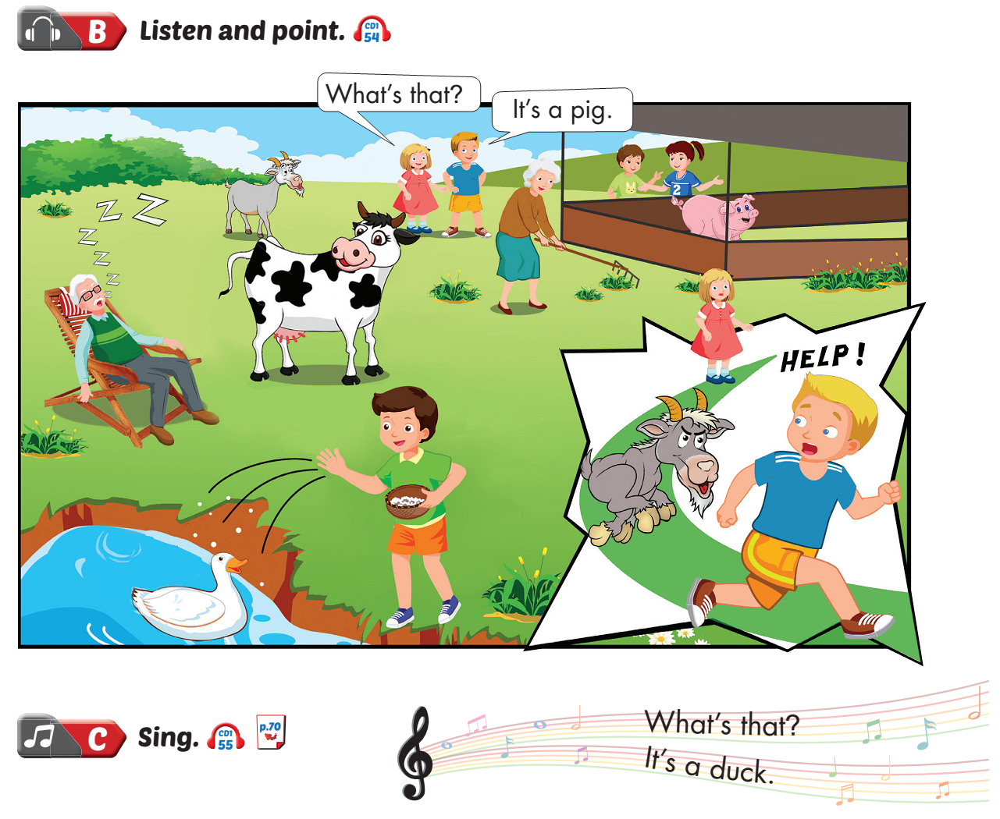 B Listen and point. CD1 54
What's that?
It's a pig.
Z Z
Z
Z
Z
Z
2
HELP!
C Sing. CD1 55 p.70
What's that?
It's a duck.